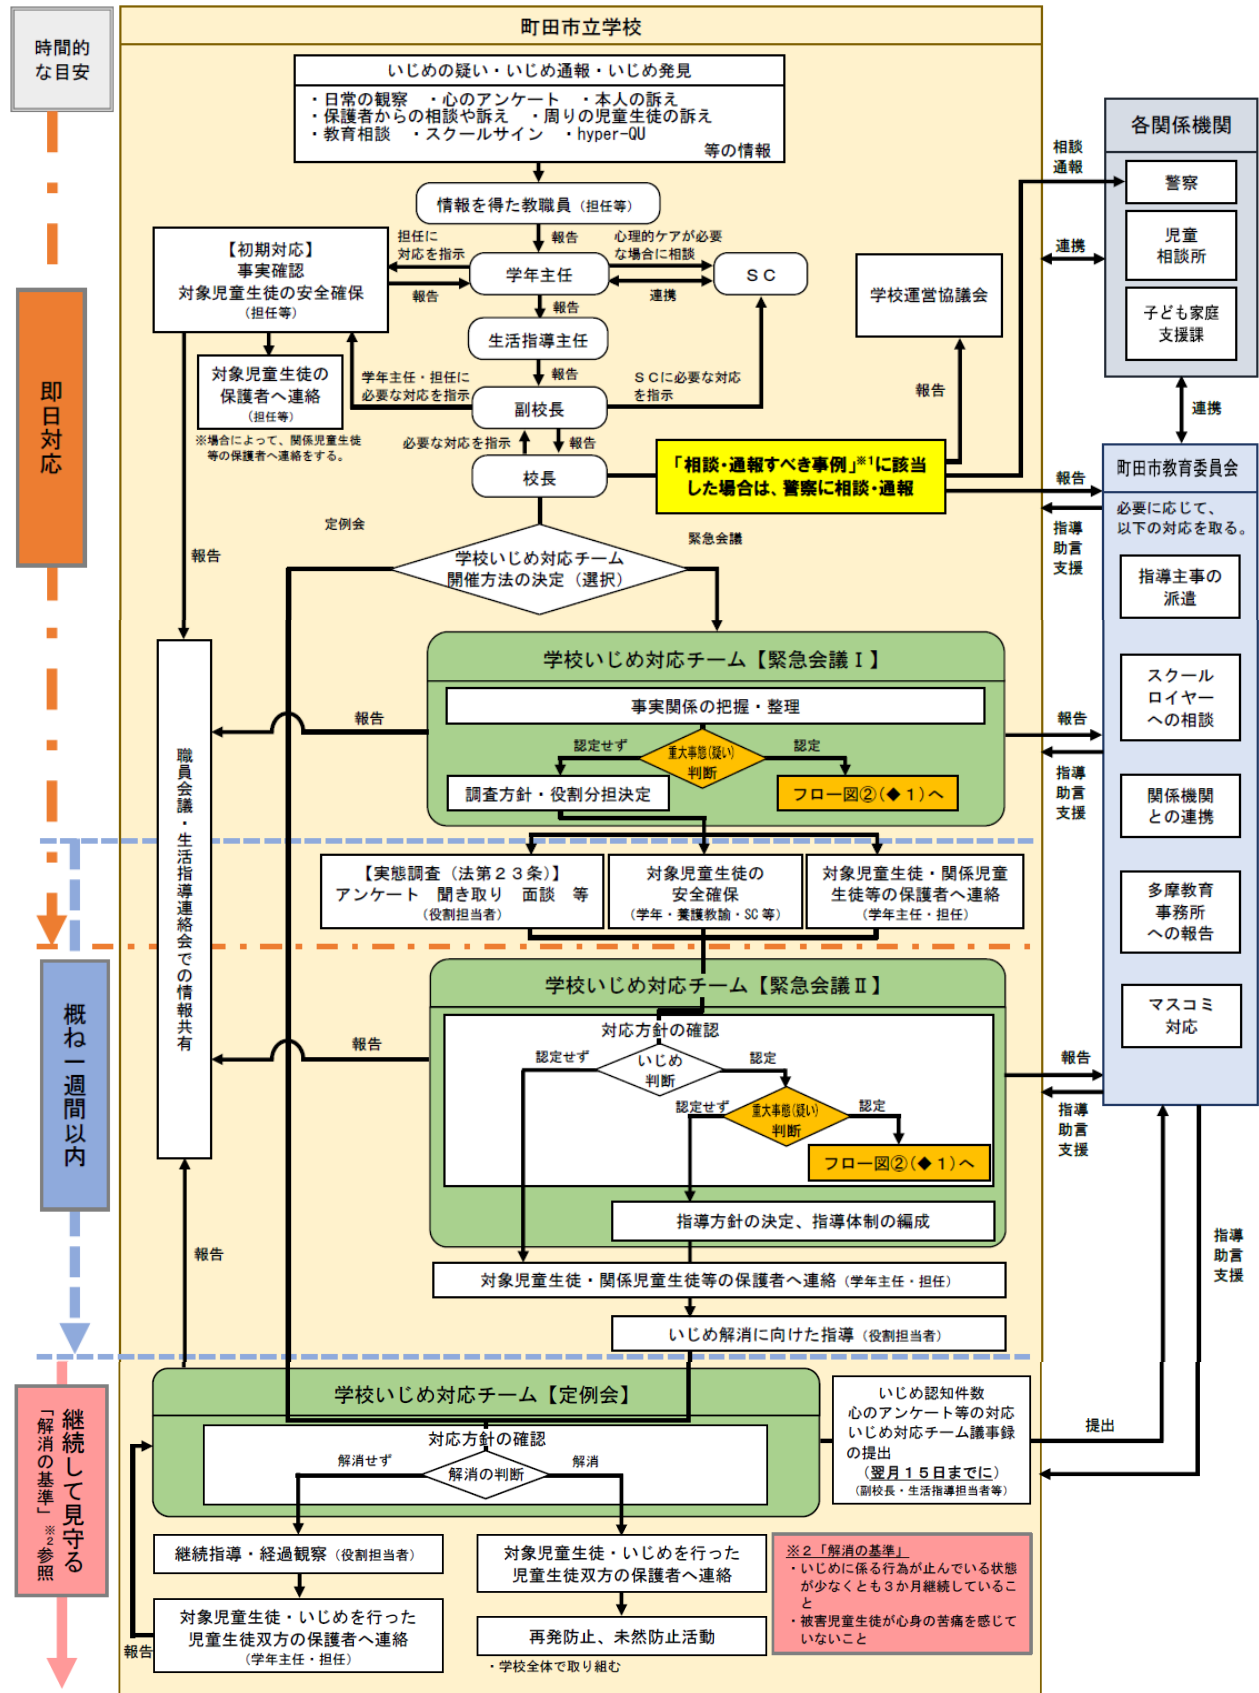 時間的
な目安
町田市立学校
いじめの疑い・いじめ通報・いじめ発見
・日常の観察　・心のアンケート　・本人の訴え
・保護者からの相談や訴え　・周りの児童生徒の訴え
・教育相談　・スクールサイン　・hyper-QU
等の情報
情報を得た教職員（担任等）
報告
担任に
対応を指示
心理的ケアが必要
な場合に相談
【初期対応】
事実確認
対象児童生徒の安全確保
（担任等）
学年主任
ＳＣ
報告
連携
報告
生活指導主任
報告
対象児童生徒の
保護者へ連絡
（担任等）
※場合によって、関係児童生徒
等の保護者へ連絡をする。
学年主任・担任に
必要な対応を指示
ＳＣに必要な対応
を指示
副校長
必要な対応を指示
報告
校長
学校運営協議会
報告
「相談・通報すべき事例」※1に該当
した場合は、警察に相談・通報
相談
通報
各関係機関
警察
児童
相談所
子ども家庭
支援課
連携
連携
即日対応
定例会
緊急会議
学校いじめ対応チーム
開催方法の決定（選択）
報告
報告
指導
助言
支援
町田市教育委員会
必要に応じて、
以下の対応を取る。
指導主事の
派遣
スクール
ロイヤー
への相談
関係機関
との連携
多摩教育
事務所
への報告
マスコミ
対応
学校いじめ対応チーム【緊急会議Ⅰ】
事実関係の把握・整理
認定せず
重大事態(疑い)
判断
認定
調査方針・役割分担決定
フロー図②(◆１)へ
報告
報告
指導
助言
支援
職員会議・生活指導連絡会での情報共有
【実態調査（法第２３条）】
アンケート　聞き取り　面談　等
（役割担当者）
対象児童生徒の
安全確保
（学年・養護教諭・SC 等）
対象児童生徒・関係児童
生徒等の保護者へ連絡
（学年主任・担任）
概ね一週間以内
学校いじめ対応チーム【緊急会議Ⅱ】
対応方針の確認
認定せず
いじめ
判断
認定
認定せず
重大事態(疑い)
判断
認定
フロー図②(◆１)へ
指導方針の決定、指導体制の編成
報告
報告
指導
助言
支援
対象児童生徒・関係児童生徒等の保護者へ連絡（学年主任・担任）
いじめ解消に向けた指導（役割担当者）
報告
指導
助言
支援
継続して見守る
「解消の基準」※2参照
学校いじめ対応チーム【定例会】
対応方針の確認
解消せず
解消の判断
解消
いじめ認知件数
心のアンケート等の対応
いじめ対応チーム議事録
の提出
（翌月１５日までに）
（副校長・生活指導担当者等）
提出
継続指導・経過観察（役割担当者）
対象児童生徒・いじめを行った
児童生徒双方の保護者へ連絡
（学年主任・担任）
報告
対象児童生徒・いじめを行った
児童生徒双方の保護者へ連絡
再発防止、未然防止活動
・学校全体で取り組む
※２「解消の基準」
・いじめに係る行為が止んでいる状態
が少なくとも３か月継続しているこ
と
・被害児童生徒が心身の苦痛を感じて
いないこと